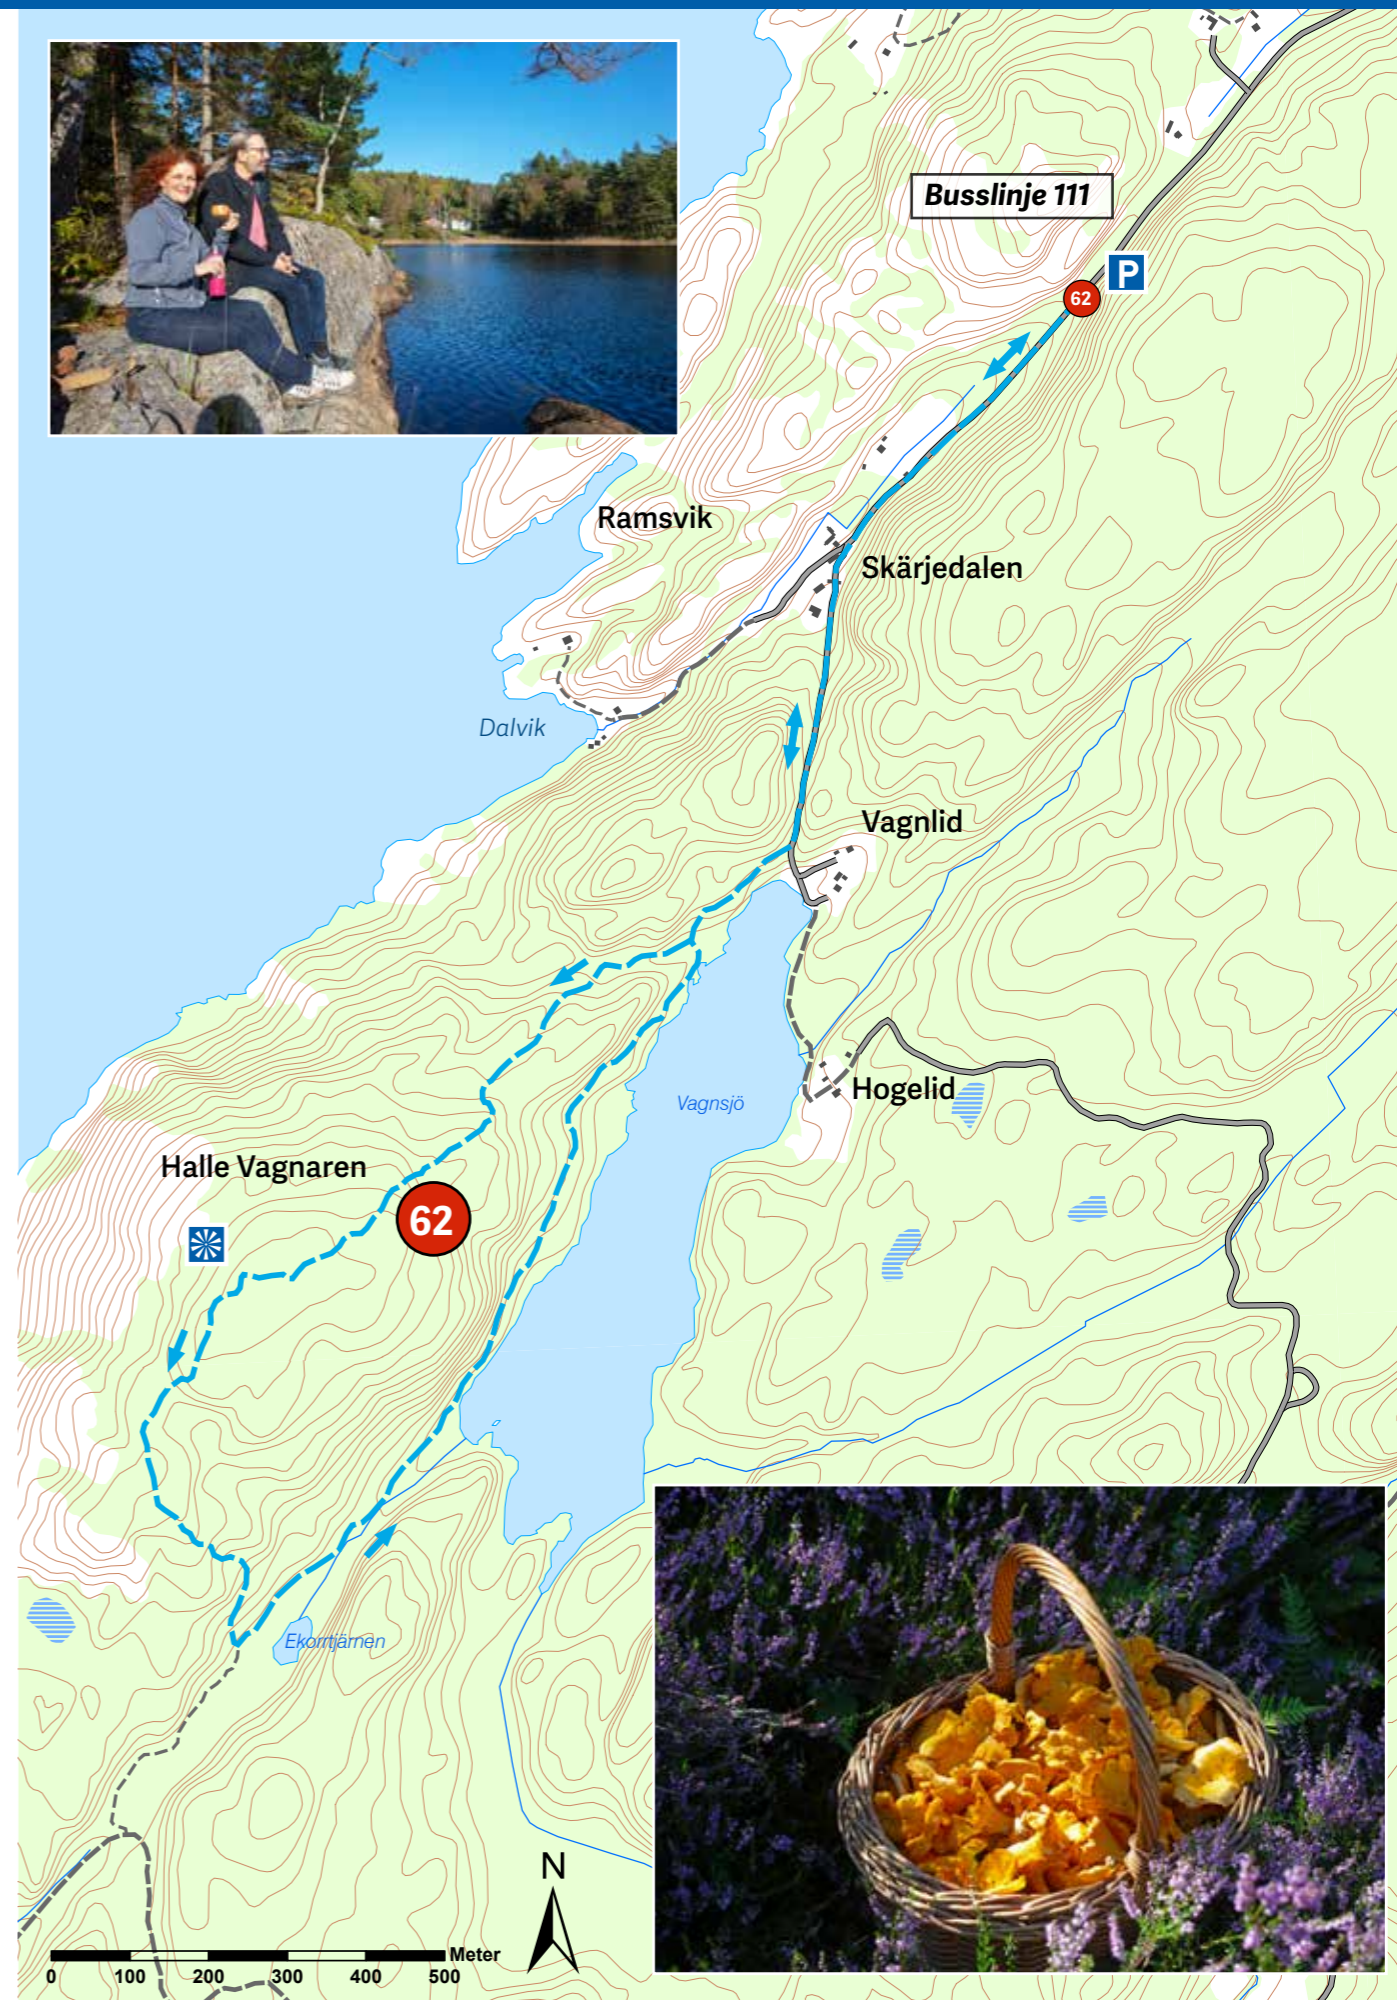 Busslinje 111
P
62
Ramsvik
Skärjedalen
Dalvik
Vagnlid
Vagnsjö
Hogelid
Halle Vagnaren
62
Ekorrtjärnen
N
Meter
0 100 200 300 400 500